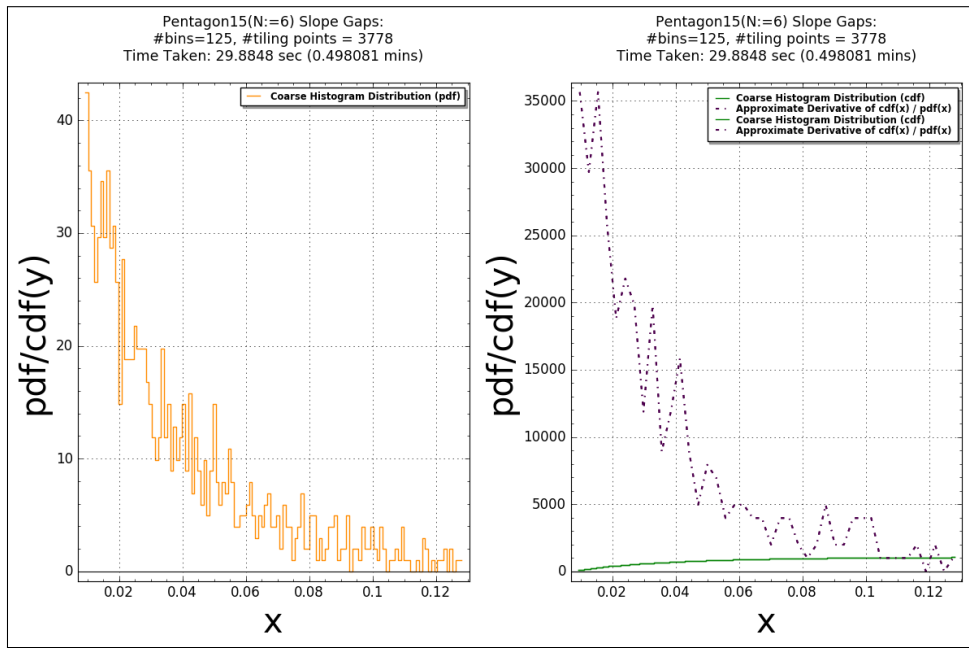 Pentagon15(N:=6) Slope Gaps:
#bins=125, #tiling points = 3778
Time Taken: 29.8848 sec (0.498081 mins)
Coarse Histogram Distribution (pdf)
pdf/cdf(y)
40
30
20
10
0
0.02 0.04 0.06 0.08 0.1 0.12
x
Pentagon15(N:=6) Slope Gaps:
#bins=125, #tiling points = 3778
Time Taken: 29.8848 sec (0.498081 mins)
Coarse Histogram Distribution (cdf)
Approximate Derivative of cdf(x) / pdf(x)
Coarse Histogram Distribution (cdf)
Approximate Derivative of cdf(x) / pdf(x)
pdf/cdf(y)
35000
30000
25000
20000
15000
10000
5000
0
0.02 0.04 0.06 0.08 0.1 0.12
x